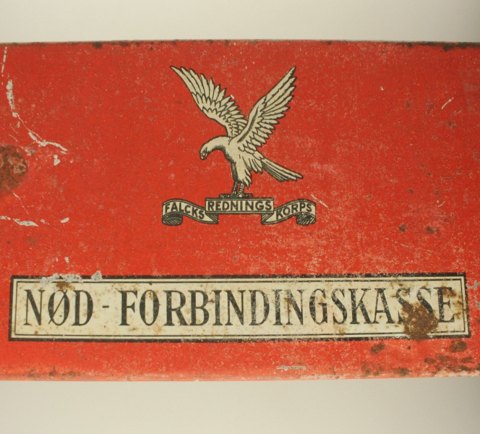 FALCKS REDNINGS KORPS
NØD - FORBINDINGSKASSE